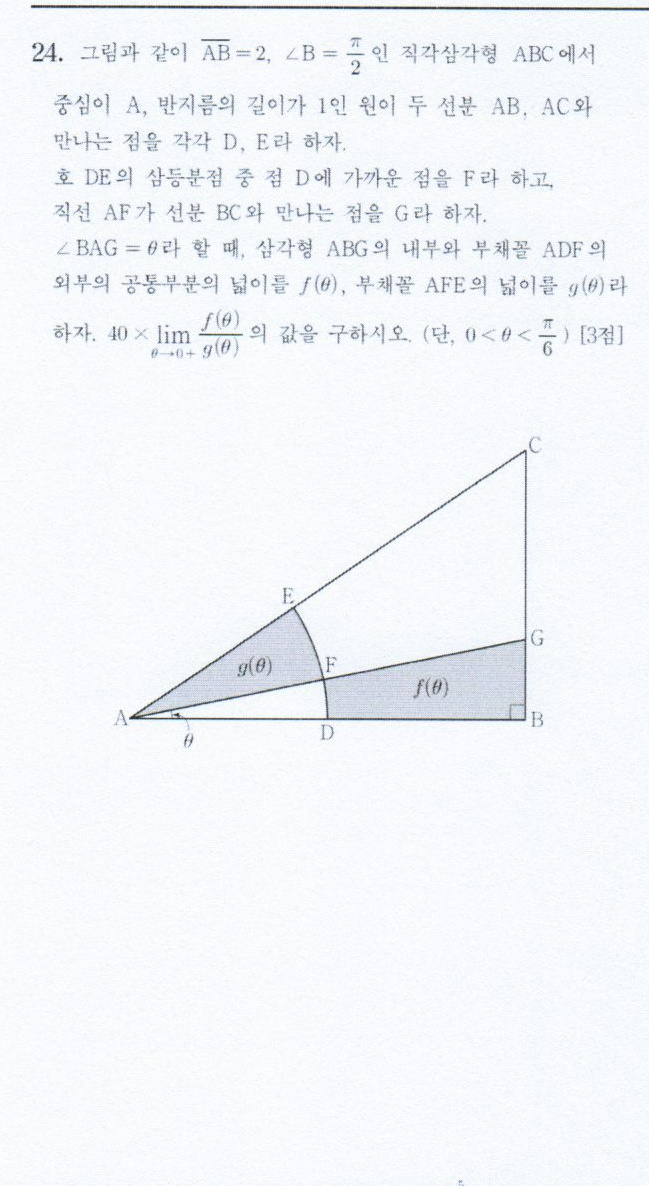 24. 그림과 같이 $\overline{AB}=2$, $\angle B=\frac{\pi}{2}$인 직각삼각형 ABC에서
중심이 A, 반지름의 길이가 1인 원이 두 선분 AB, AC와
만나는 점을 각각 D, E라 하자.
호 DE의 삼등분점 중 점 D에 가까운 점을 F라 하고,
직선 AF가 선분 BC와 만나는 점을 G라 하자.
$\angle BAG=\theta$라 할 때, 삼각형 ABG의 내부와 부채꼴 ADF의
외부의 공통부분의 넓이를 $f(\theta)$, 부채꼴 AFE의 넓이를 $g(\theta)$라
하자. $40\times\lim_{\theta\to 0+}\frac{f(\theta)}{g(\theta)}$의 값을 구하시오. (단, $0<\theta<\frac{\pi}{6}$) [3점]
C
E
G
g(θ)
F
f(θ)
A
B
θ
D